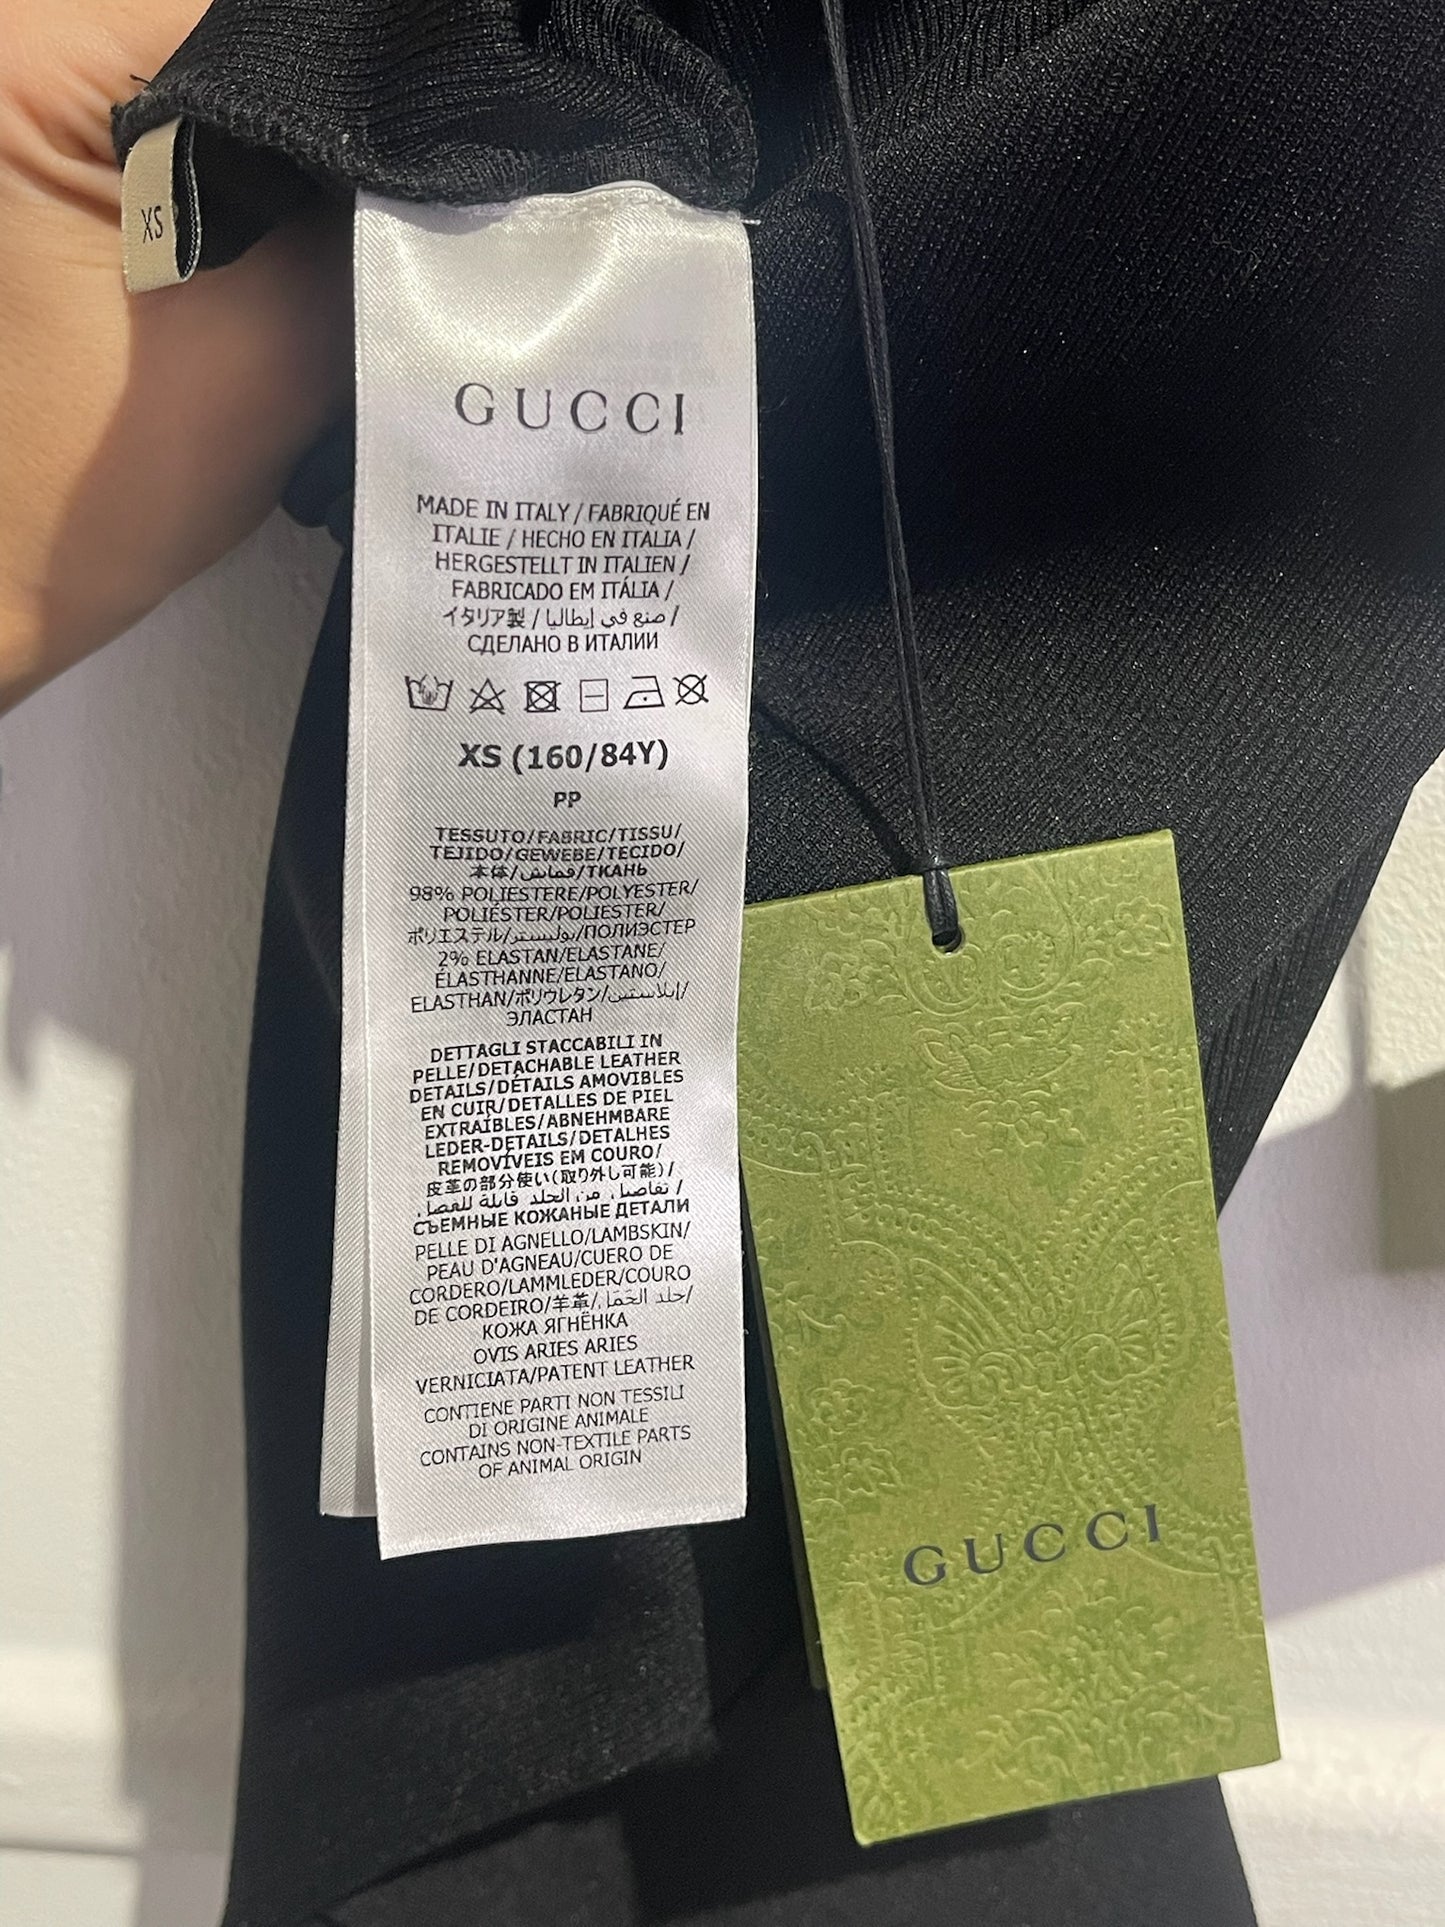 XS
GUCCI
MADE IN ITALY / FABRIQUÉ EN
ITALIE / HECHO EN ITALIA /
HERGESTELLT IN ITALIEN /
FABRICADO EM ITÁLIA /
イタリア製 / صنع في إيطاليا /
СДЕЛАНО В ИТАЛИИ
XS (160/84Y)
PP
TESSUTO/FABRIC/TISSU/
TEJIDO/GEWEBE/TECIDO/
本体/قماش/ТКАНЬ
98% POLIESTERE/POLYESTER/
POLIÉSTER/POLIESTER/
ポリエステル/بوليستر/ПОЛИЭСТЕР
2% ELASTAN/ELASTANE/
ÉLASTHANNE/ELASTANO/
ELASTHAN/ポリウレタン/إيلاستين/
ЭЛАСТАН
DETTAGLI STACCABILI IN
PELLE/DETACHABLE LEATHER
DETAILS/DÉTAILS AMOVIBLES
EN CUIR/DETALLES DE PIEL
EXTRAÍBLES/ABNEHMBARE
LEDER-DETAILS/DETALHES
REMOVÍVEIS EM COURO/
皮革の部分使い(取り外し可能)/
تفاصيل من الجلد قابلة للفصل /
СЪЕМНЫЕ КОЖАНЫЕ ДЕТАЛИ
PELLE DI AGNELLO/LAMBSKIN/
PEAU D'AGNEAU/CUERO DE
CORDERO/LAMMLEDER/COURO
DE CORDEIRO/羊革/جلد الحَمَل/
КОЖА ЯГНЁНКА
OVIS ARIES ARIES
VERNICIATA/PATENT LEATHER
CONTIENE PARTI NON TESSILI
DI ORIGINE ANIMALE
CONTAINS NON-TEXTILE PARTS
OF ANIMAL ORIGIN
GUCCI